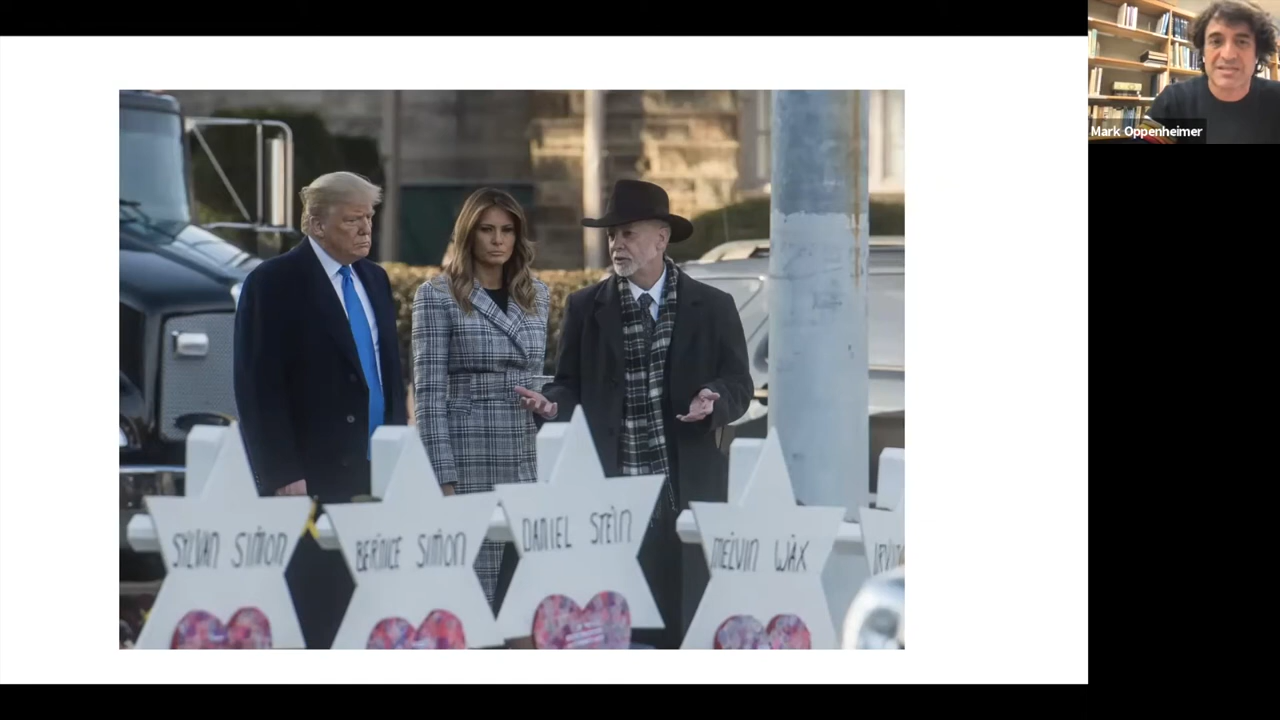 Mark Oppenheimer
SYLVAN SIMON
BERNICE SIMON
DANIEL STEIN
MELVIN WAX